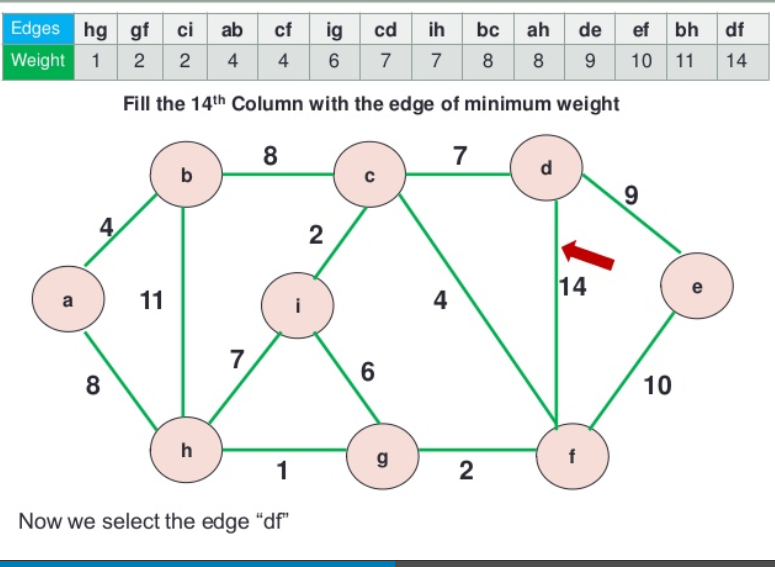 Edges hg gf ci ab cf ig cd ih bc ah de ef bh df
Weight 1 2 2 4 4 6 7 7 8 8 9 10 11 14
Fill the 14th Column with the edge of minimum weight
8 7
b c d
9
4 2
a 11 i 4 14 e
7 6
8 10
h g f
1 2
Now we select the edge “df”